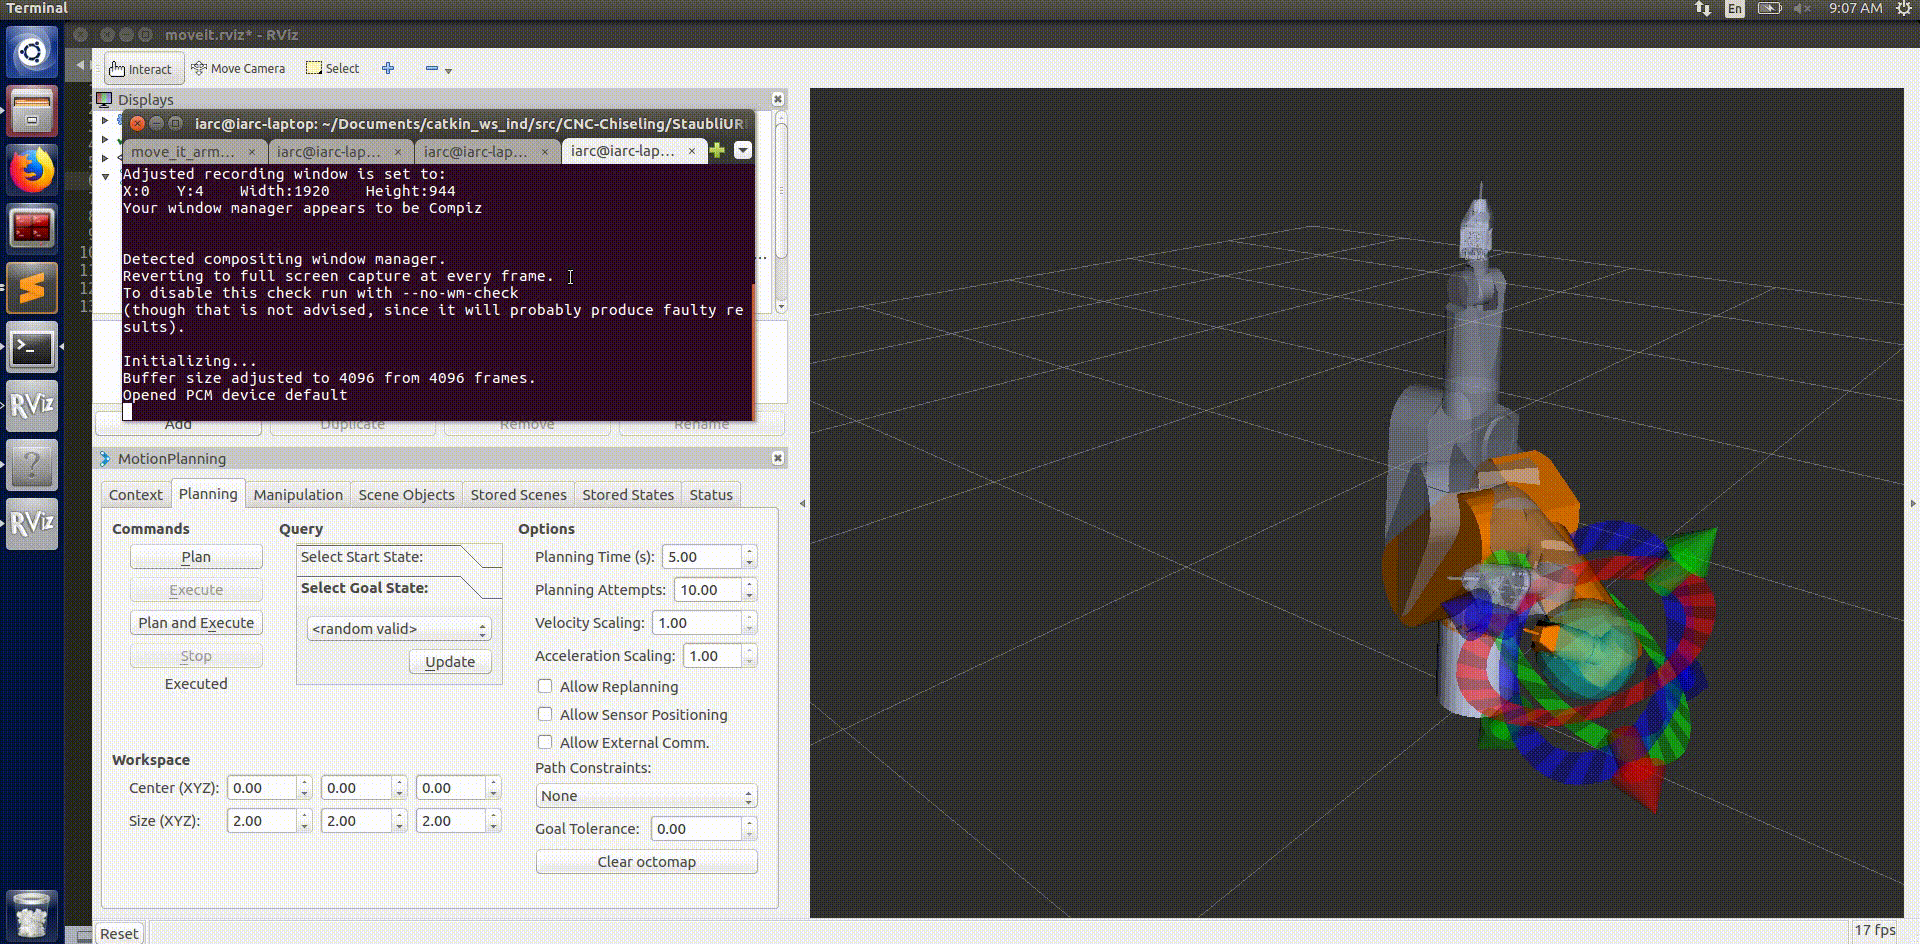 Terminal
En
9:07 AM
moveit.rviz* - RViz
Interact
Move Camera
Select
Displays
iarc@iarc-laptop: ~/Documents/catkin_ws_ind/src/CNC-Chiseling/StaubliUR
move_it_arm... ×
iarc@iarc-lap... ×
iarc@iarc-lap... ×
iarc@iarc-lap... ×
Adjusted recording window is set to:
X:0 Y:4 Width:1920 Height:944
Your window manager appears to be Compiz
Detected compositing window manager.
Reverting to full screen capture at every frame.
To disable this check run with --no-wm-check
(though that is not advised, since it will probably produce faulty re
sults).
Initializing...
Buffer size adjusted to 4096 from 4096 frames.
Opened PCM device default
10
11
12
13
Add
Duplicate
Remove
Rename
MotionPlanning
Context
Planning
Manipulation
Scene Objects
Stored Scenes
Stored States
Status
Commands
Plan
Execute
Plan and Execute
Stop
Executed
Query
Select Start State:
Select Goal State:
<random valid>
Update
Options
Planning Time (s): 5.00
Planning Attempts: 10.00
Velocity Scaling: 1.00
Acceleration Scaling: 1.00
Allow Replanning
Allow Sensor Positioning
Allow External Comm.
Path Constraints:
None
Goal Tolerance: 0.00
Clear octomap
Workspace
Center (XYZ): 0.00 0.00 0.00
Size (XYZ): 2.00 2.00 2.00
RViz
RViz
Reset
17 fps